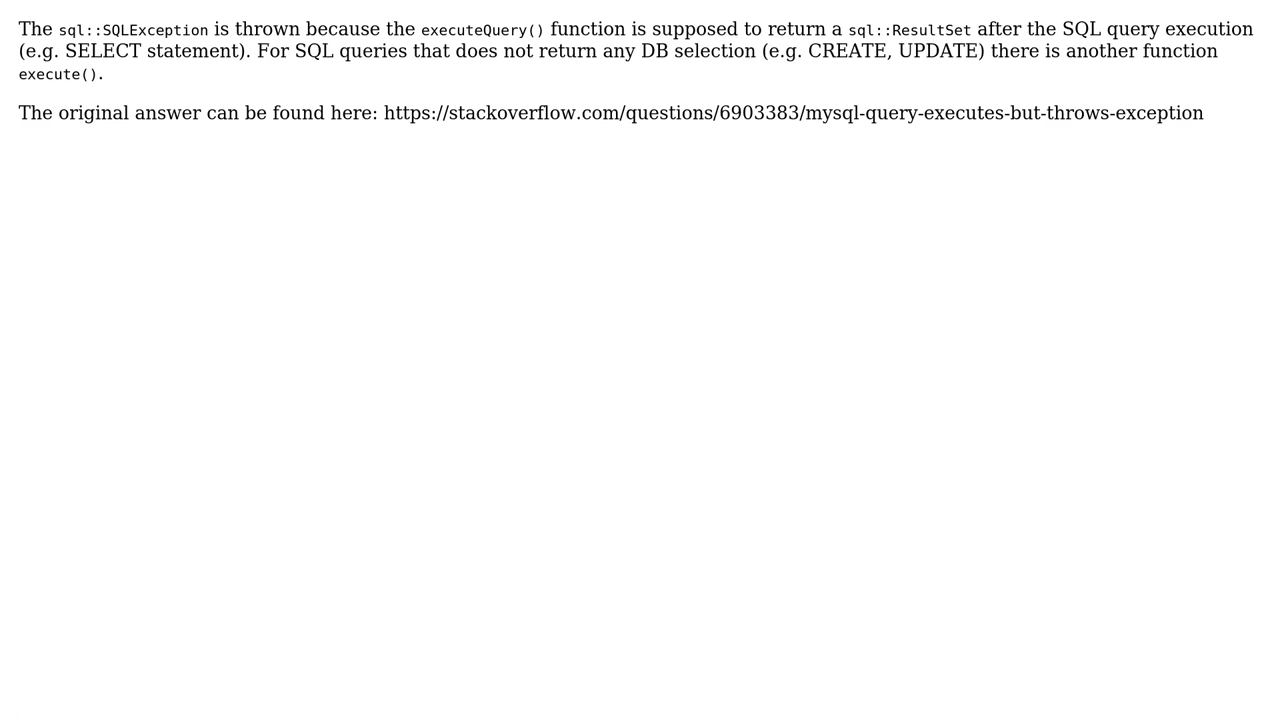 The sql::SQLException is thrown because the executeQuery() function is supposed to return a sql::ResultSet after the SQL query execution
(e.g. SELECT statement). For SQL queries that does not return any DB selection (e.g. CREATE, UPDATE) there is another function
execute().
The original answer can be found here: https://stackoverflow.com/questions/6903383/mysql-query-executes-but-throws-exception